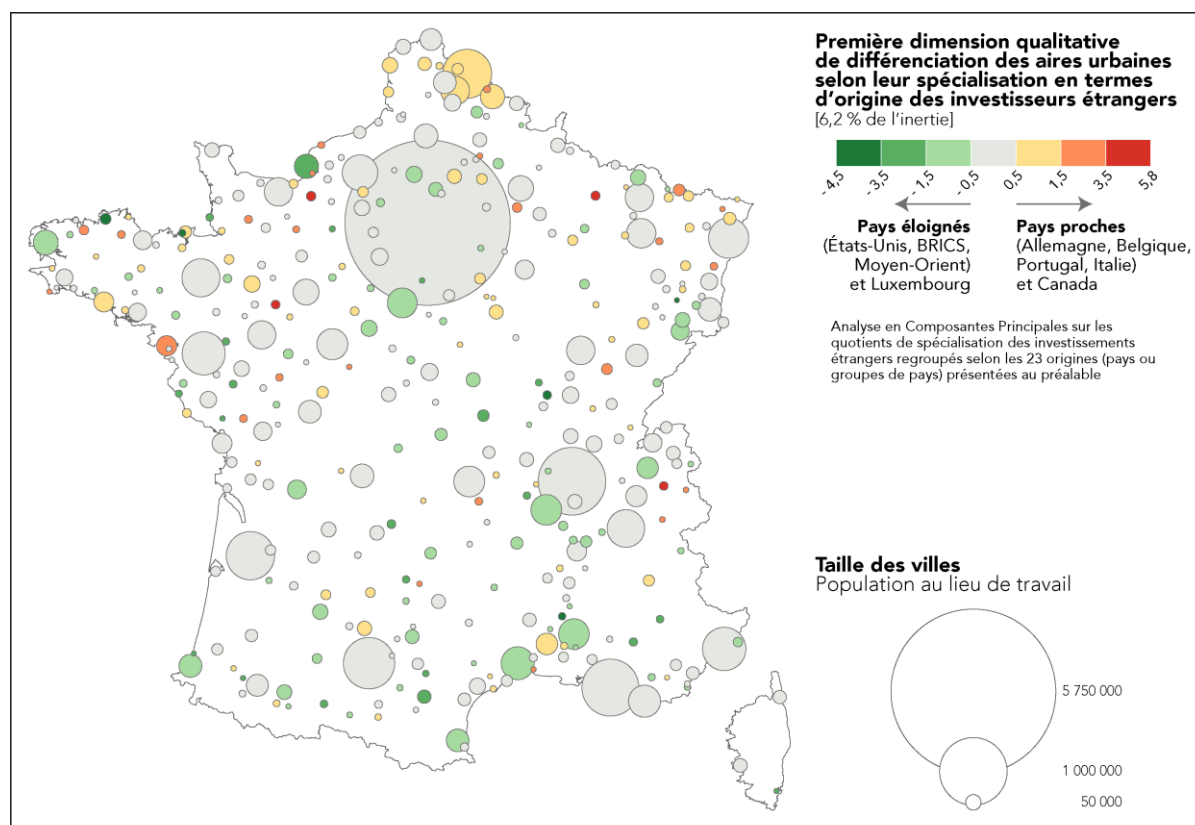 Première dimension qualitative
de différenciation des aires urbaines
selon leur spécialisation en termes
d'origine des investisseurs étrangers
[6,2 % de l'inertie]
-4,5
-3,5
-1,5
-0,5
0,5
1,5
3,5
5,8
Pays éloignés
(États-Unis, BRICS,
Moyen-Orient)
et Luxembourg
Pays proches
(Allemagne, Belgique,
Portugal, Italie)
et Canada
Analyse en Composantes Principales sur les
quotients de spécialisation des investissements
étrangers regroupés selon les 23 origines (pays ou
groupes de pays) présentées au préalable
Taille des villes
Population au lieu de travail
5 750 000
1 000 000
50 000